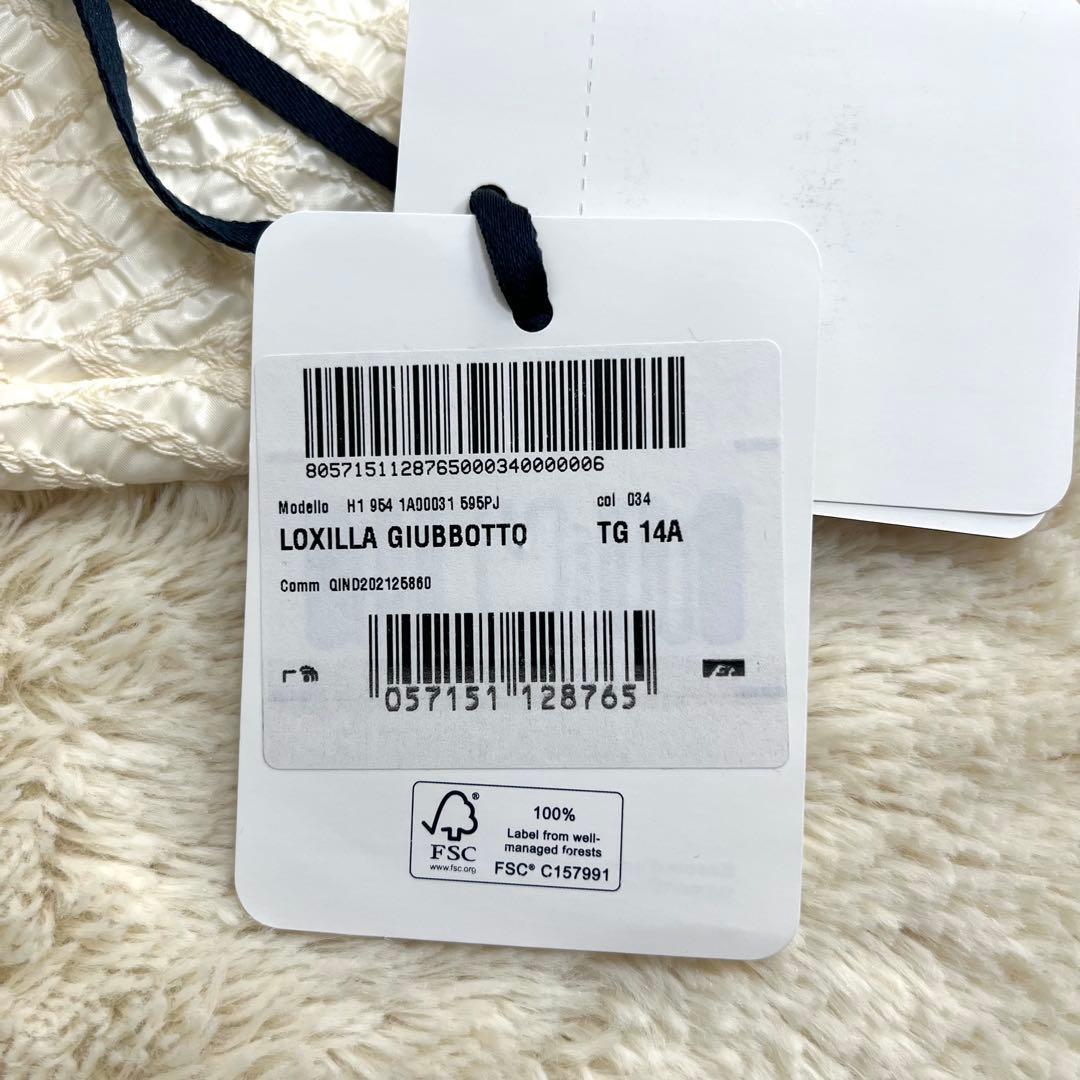 8057151128765000340000006
Modello H1 954 1A00031 595PJ col 034
LOXILLA GIUBBOTTO TG 14A
Comm QIND202125860
057151 128765
FSC®
www.fsc.org
100%
Label from well-
managed forests
FSC® C157991